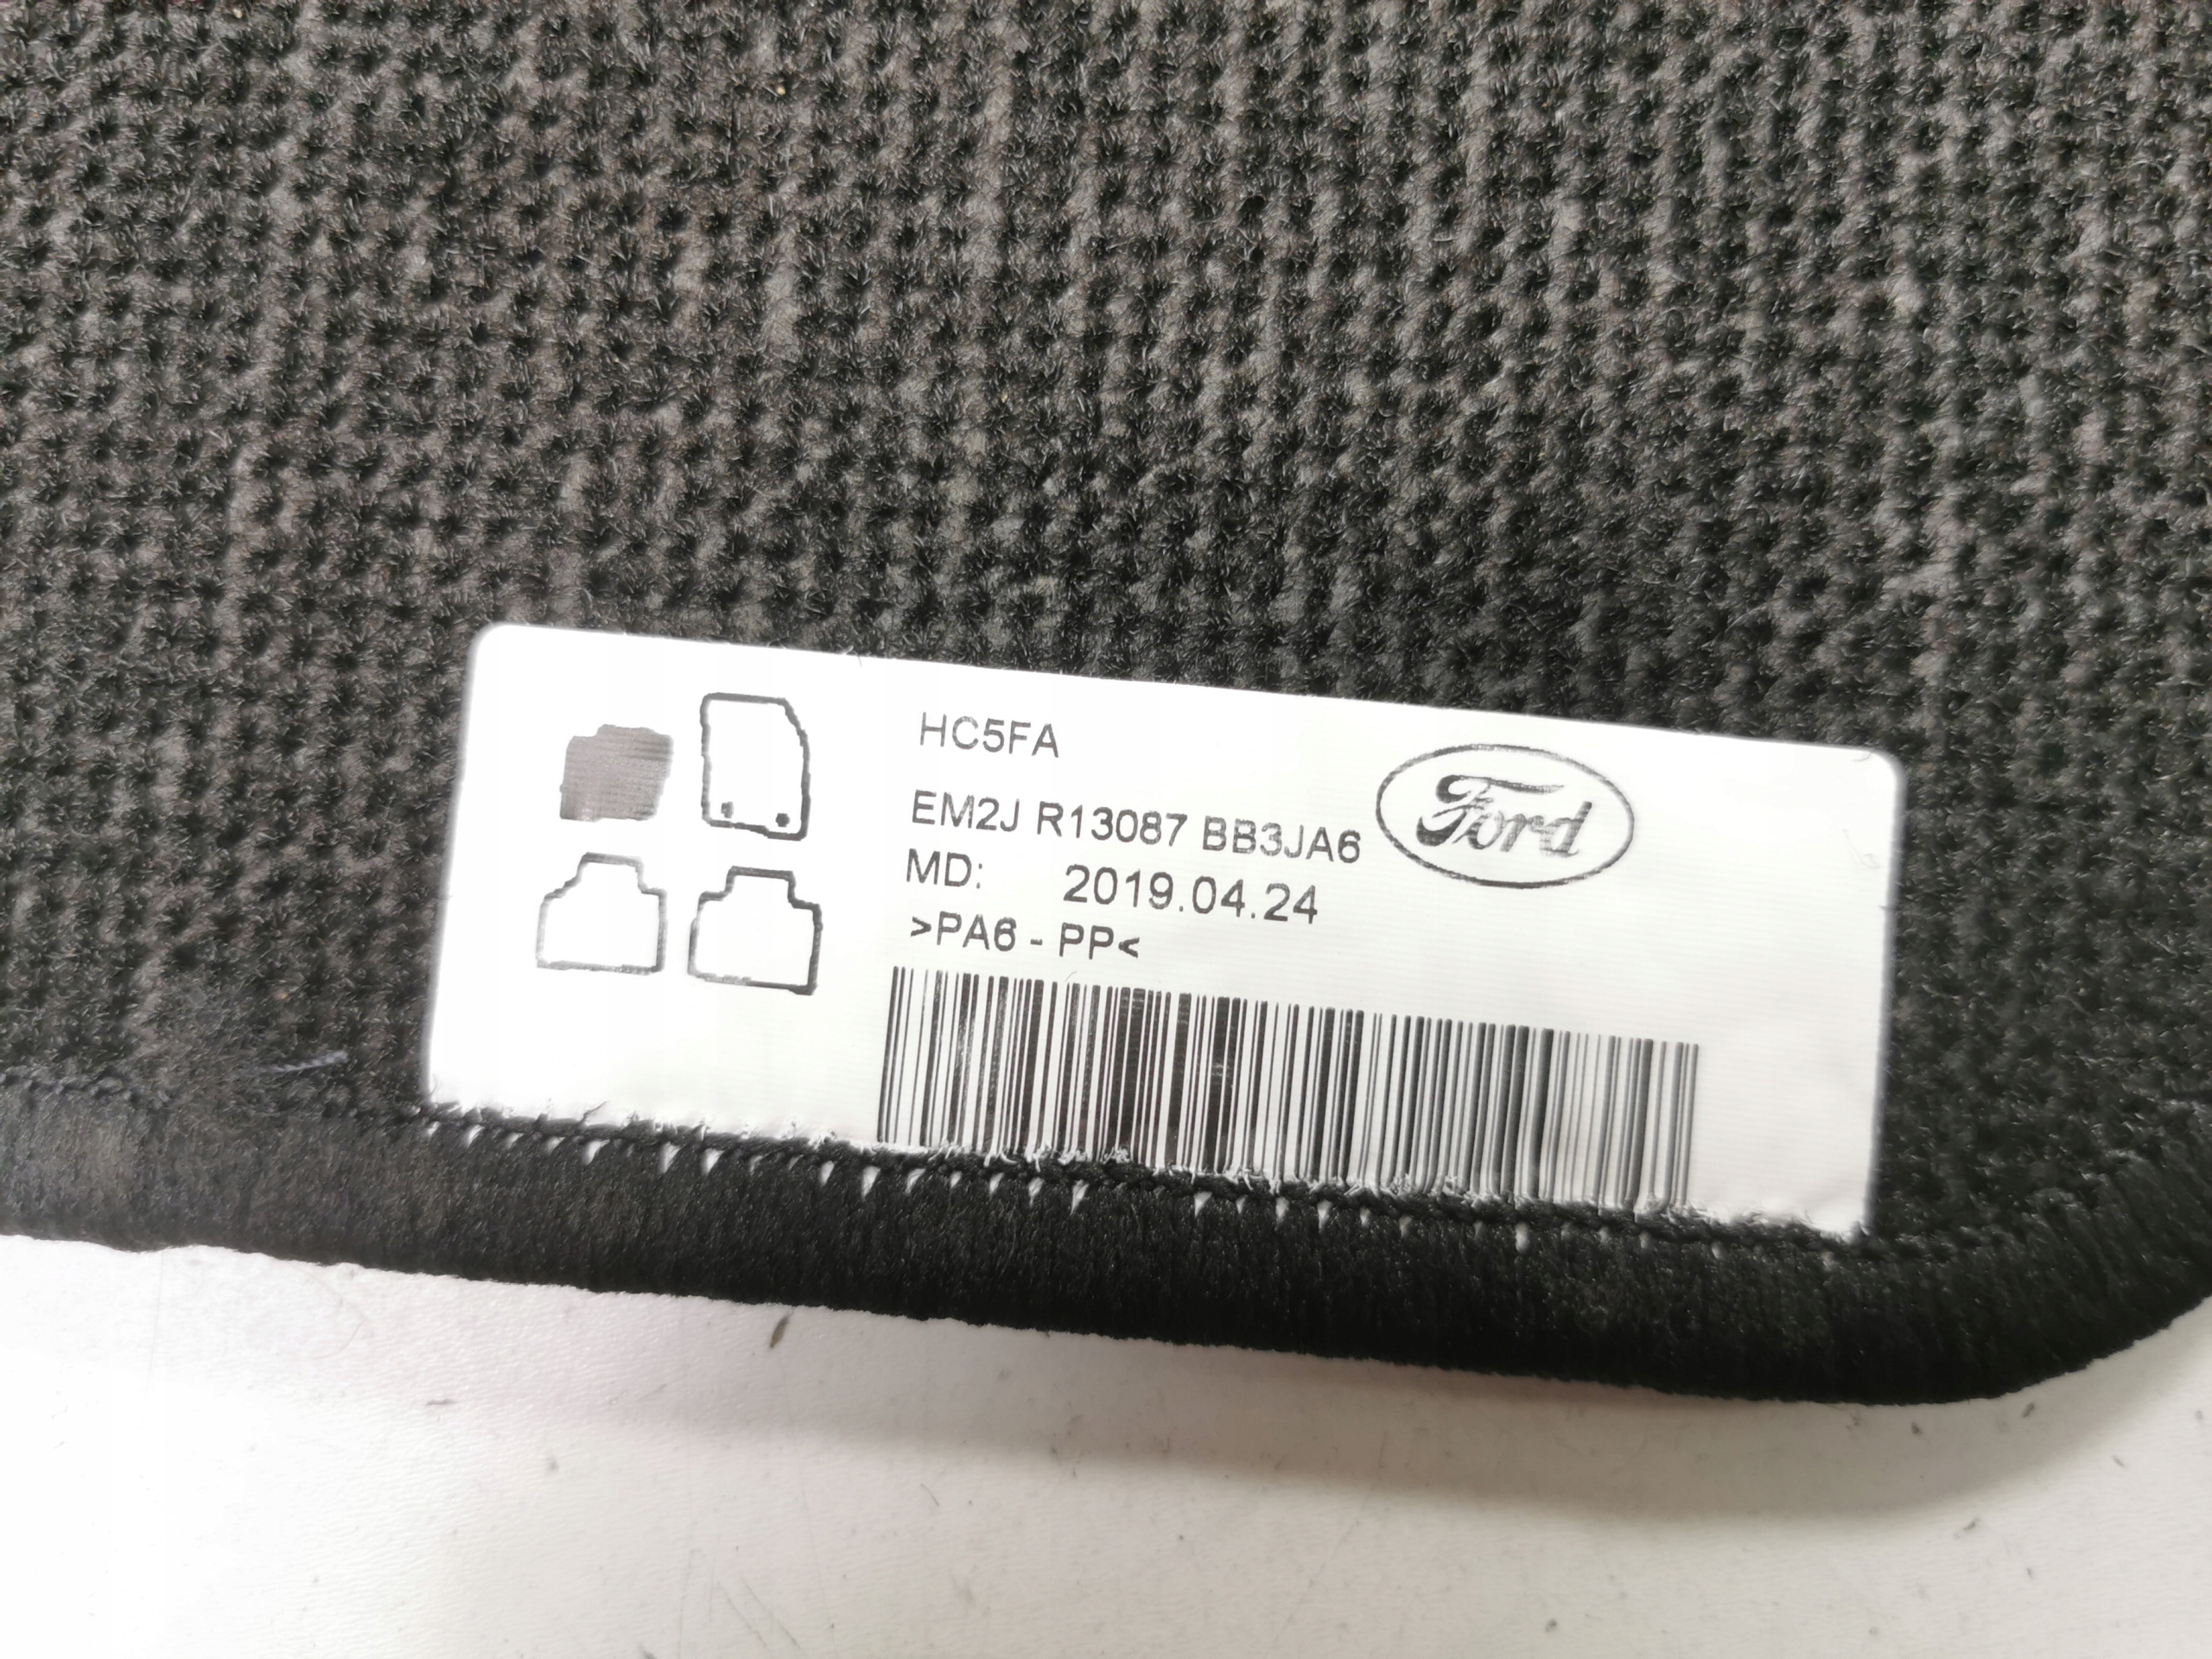 HC5FA
EM2J R13087 BB3JA6
Ford
MD: 2019.04.24
>PA6 - PP<